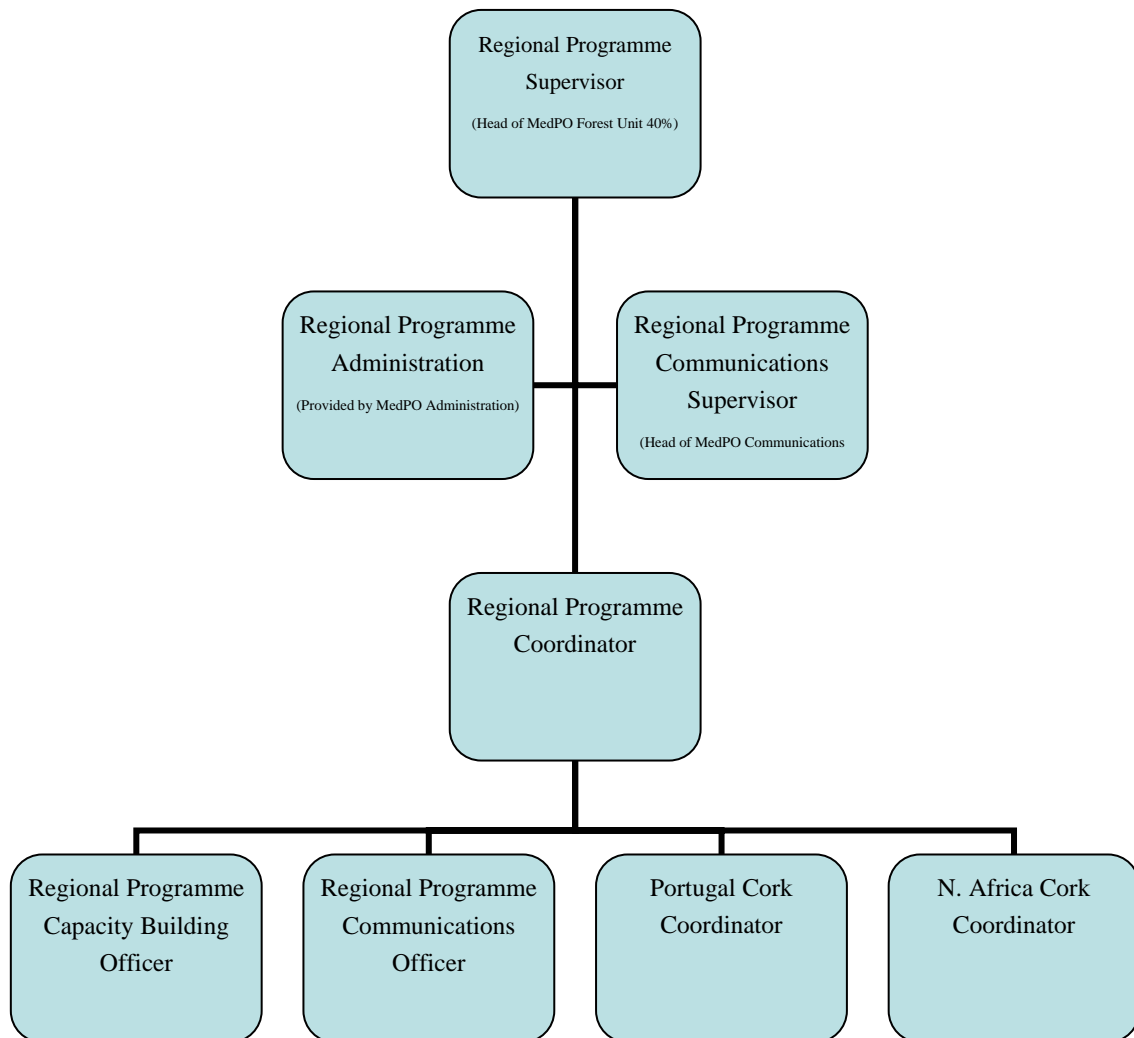 Regional Programme
Supervisor
(Head of MedPO Forest Unit 40%)
Regional Programme
Administration
(Provided by MedPO Administration)
Regional Programme
Communications
Supervisor
(Head of MedPO Communications
Regional Programme
Coordinator
Regional Programme
Capacity Building
Officer
Regional Programme
Communications
Officer
Portugal Cork
Coordinator
N. Africa Cork
Coordinator